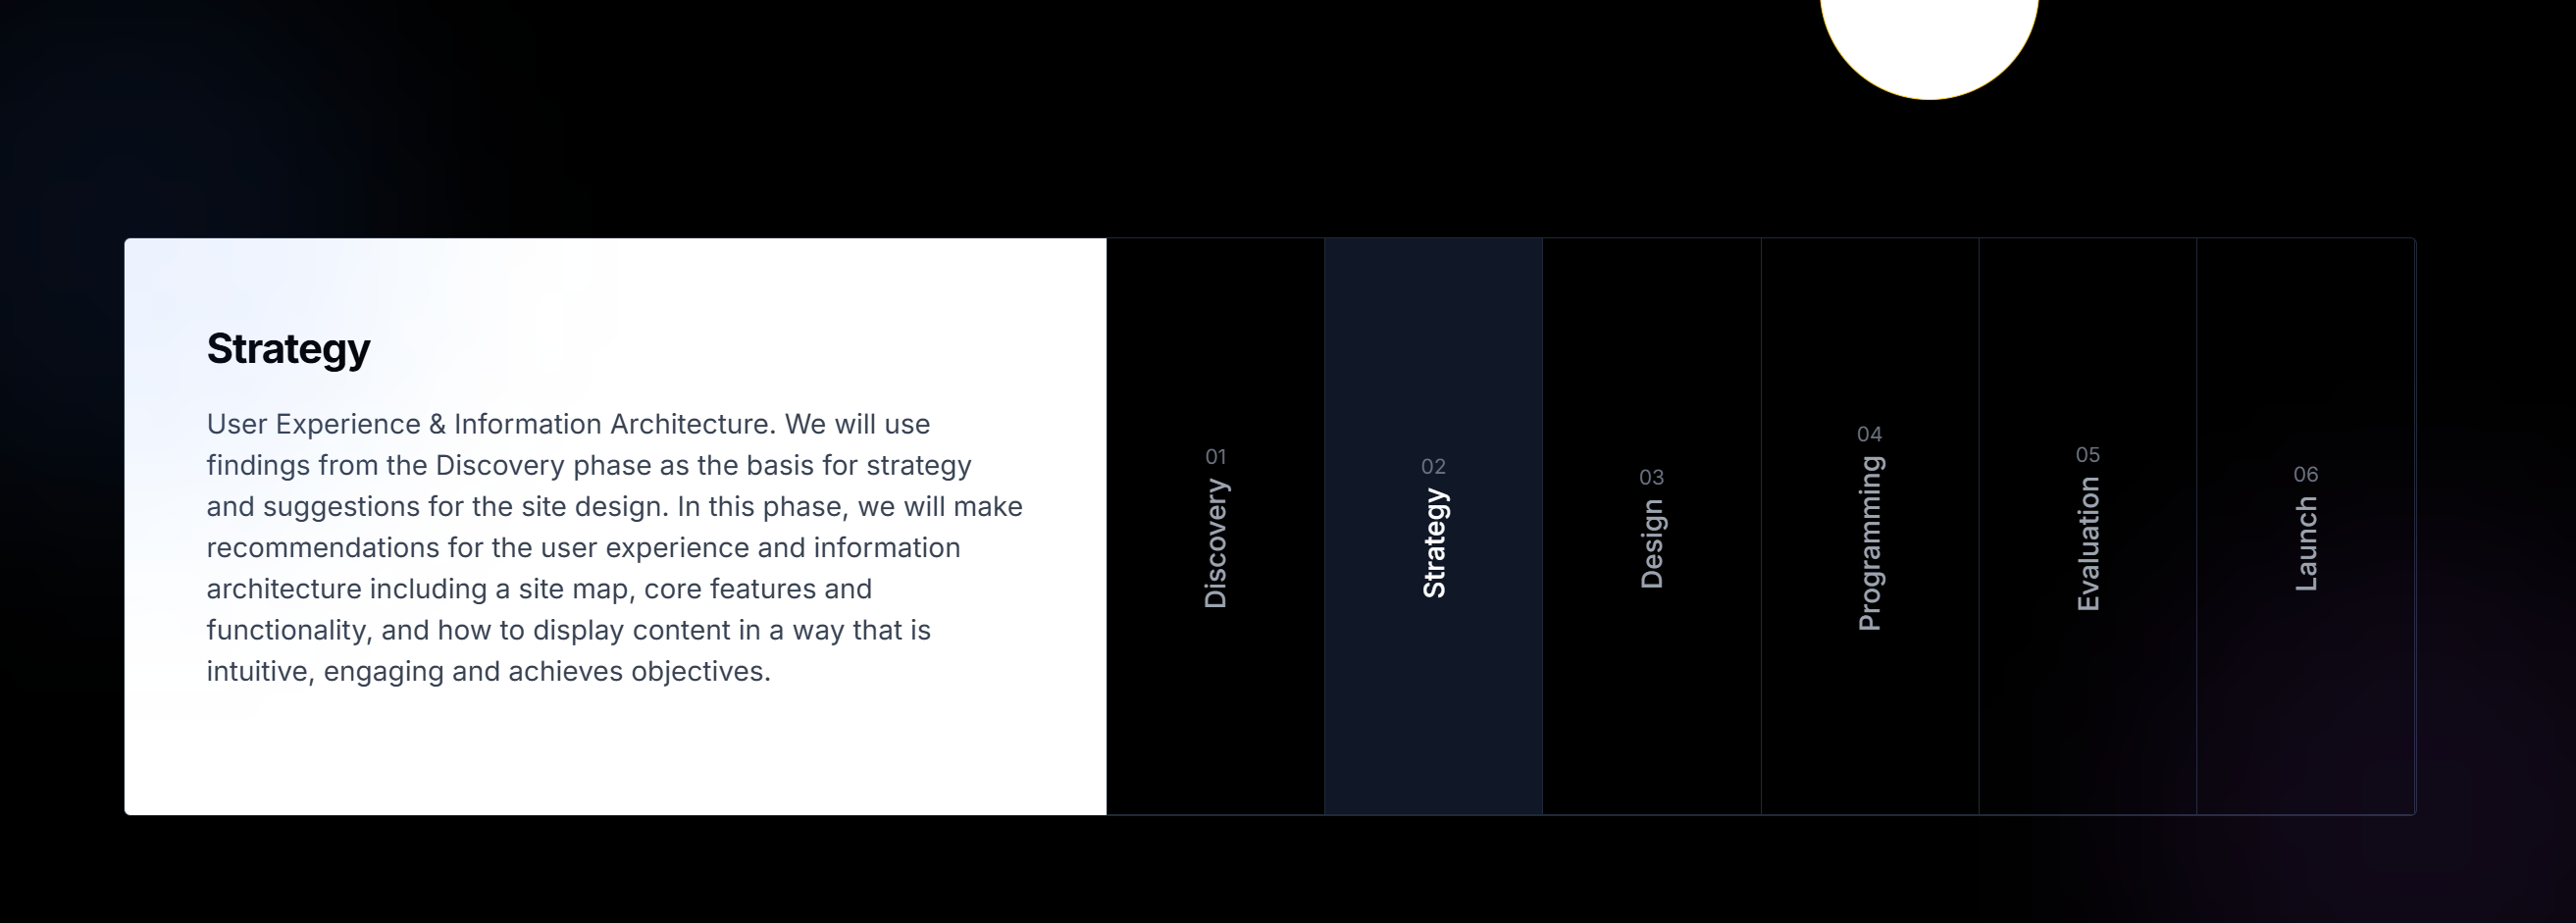 Strategy
User Experience & Information Architecture. We will use
findings from the Discovery phase as the basis for strategy
and suggestions for the site design. In this phase, we will make
recommendations for the user experience and information
architecture including a site map, core features and
functionality, and how to display content in a way that is
intuitive, engaging and achieves objectives.
Discovery 01
Strategy 02
Design 03
Programming 04
Evaluation 05
Launch 06